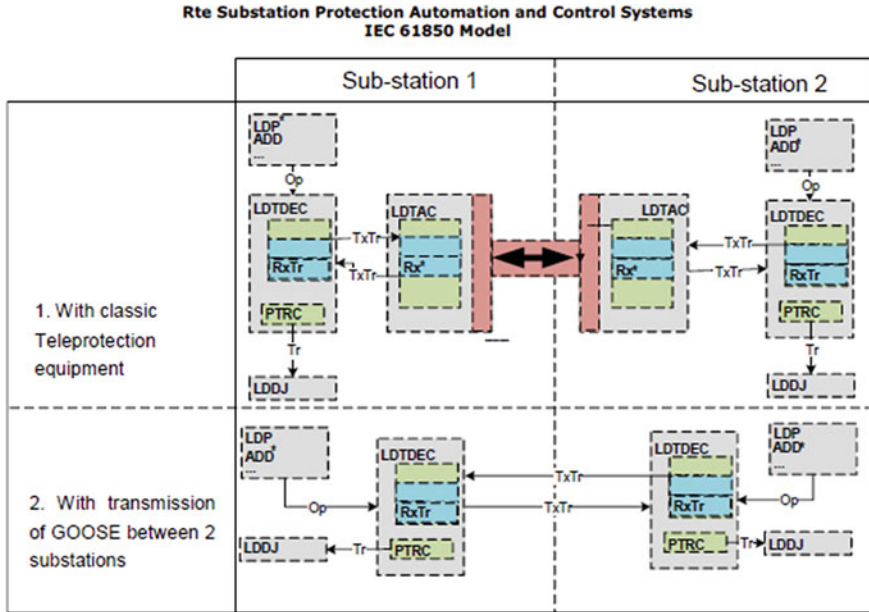 Rte Substation Protection Automation and Control Systems
IEC 61850 Model
Sub-station 1
Sub-station 2
1. With classic
Teleprotection
equipment
LDP*
ADD
...
Op
LDTDEC
TxTr
RxTr
TxTr
PTRC
Tr
LDDJ
LDTAC
Rx*
LDTAC
Rx*
TxTr
TxTr
LDP
ADD*
...
Op
LDTDEC
RxTr
PTRC
Tr
LDDJ
2. With transmission
of GOOSE between 2
substations
LDP
ADD*
...
Op
LDTDEC
RxTr
PTRC
Tr
LDDJ
TxTr
TxTr
LDTDEC
RxTr
PTRC
Tr
LDDJ
LDP
ADD*
...
Op